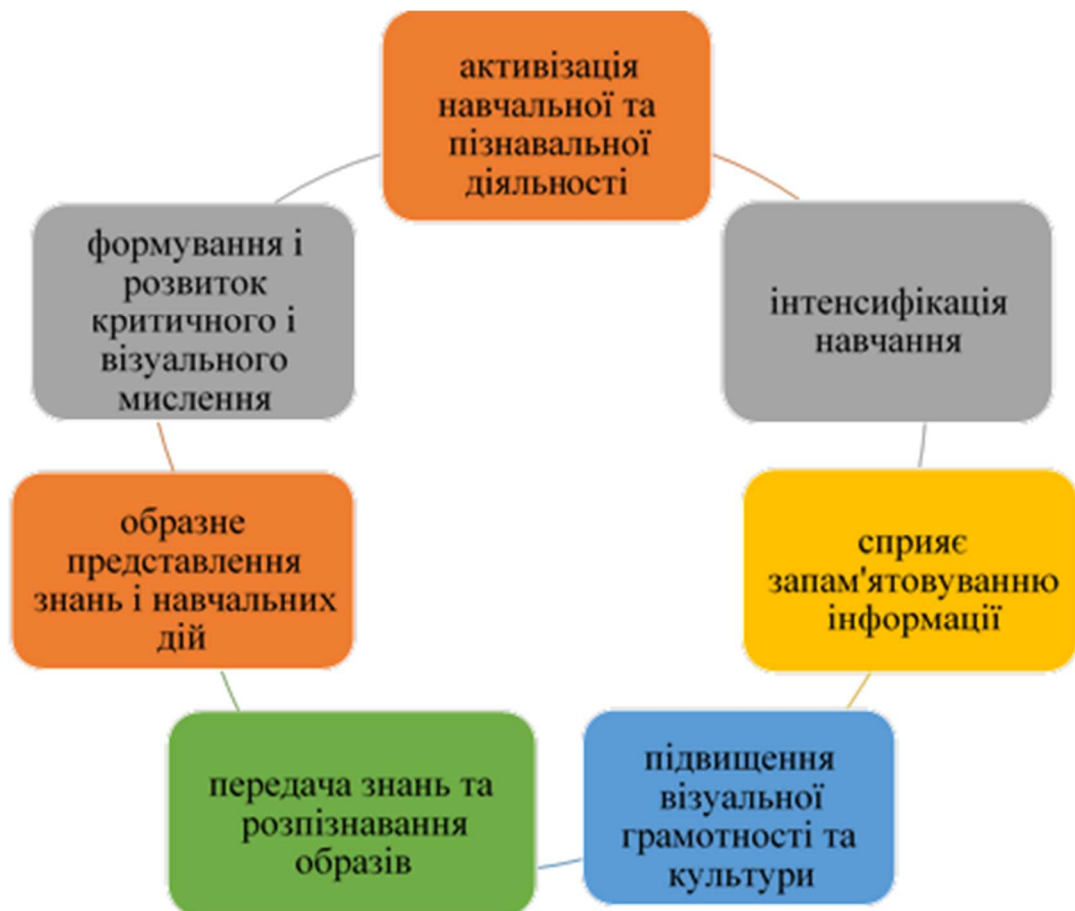 активізація
навчальної та
пізнавальної
діяльності
інтенсифікація
навчання
сприяє
запам'ятовуванню
інформації
підвищення
візуальної
грамотності та
культури
передача знань та
розпізнавання
образів
образне
представлення
знань і навчальних
дій
формування і
розвиток
критичного і
візуального
мислення